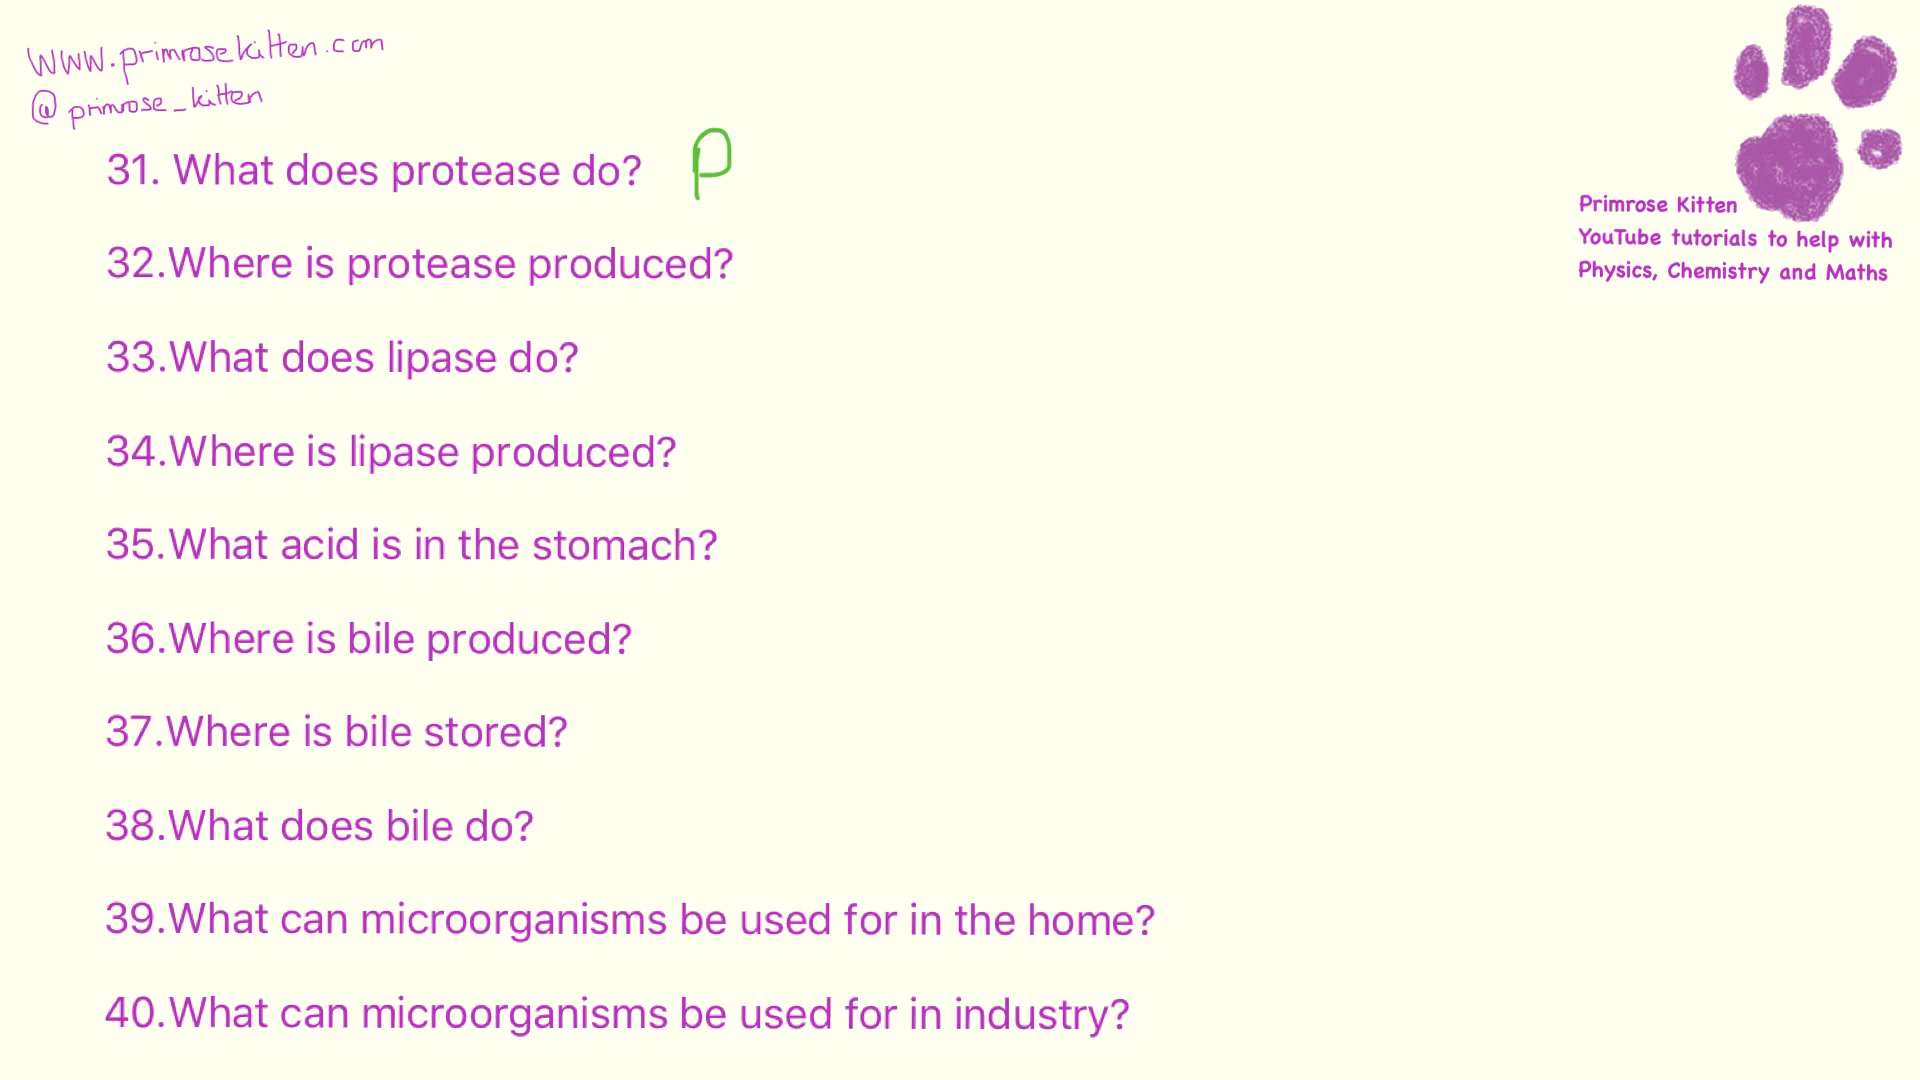 www.primrosekitten.com
@primrose_kitten
31. What does protease do? P
32.Where is protease produced?
33.What does lipase do?
34.Where is lipase produced?
35.What acid is in the stomach?
36.Where is bile produced?
37.Where is bile stored?
38.What does bile do?
39.What can microorganisms be used for in the home?
40.What can microorganisms be used for in industry?
Primrose Kitten
YouTube tutorials to help with
Physics, Chemistry and Maths